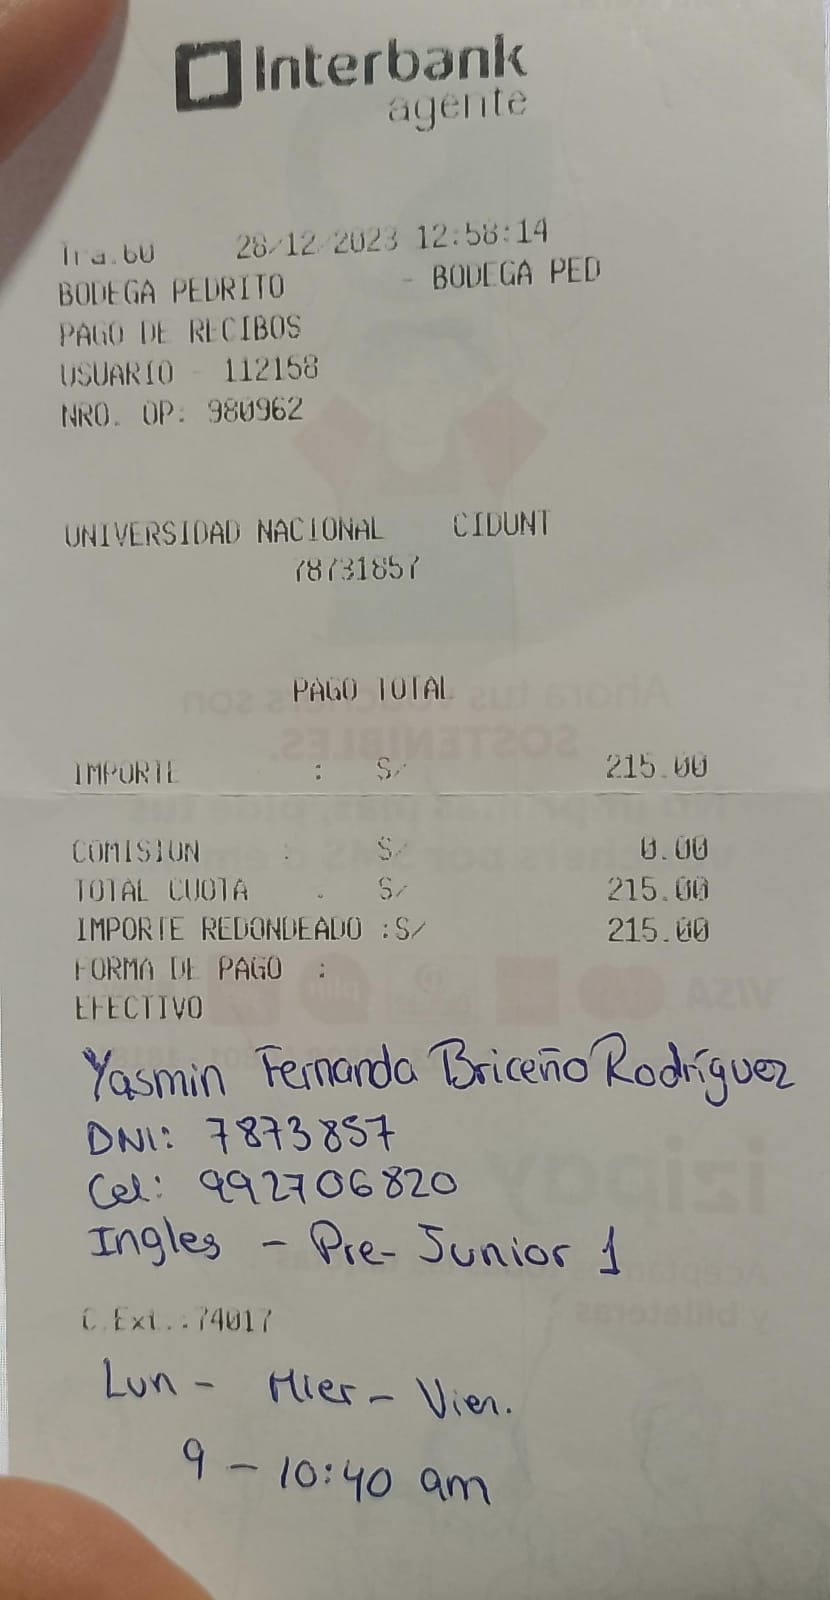 Interbank
agente
Tra.60 28/12/2023 12:58:14
BODEGA PEDRITO - BODEGA PED
PAGO DE RECIBOS
USUARIO - 112158
NRO. OP: 980962
UNIVERSIDAD NACIONAL CIDUNT
78731857
PAGO TOTAL
IMPORTE : S/ 215.00
COMISION : S/ 0.00
TOTAL CUOTA : S/ 215.00
IMPORTE REDONDEADO :S/ 215.00
FORMA DE PAGO :
EFECTIVO
Yasmin Fernanda Briceño Rodríguez
DNI: 7873857
Cel: 992706820
Ingles - Pre-Junior 1
C.Ext.:74017
Lun - Mier - Vien.
9 - 10:40 am